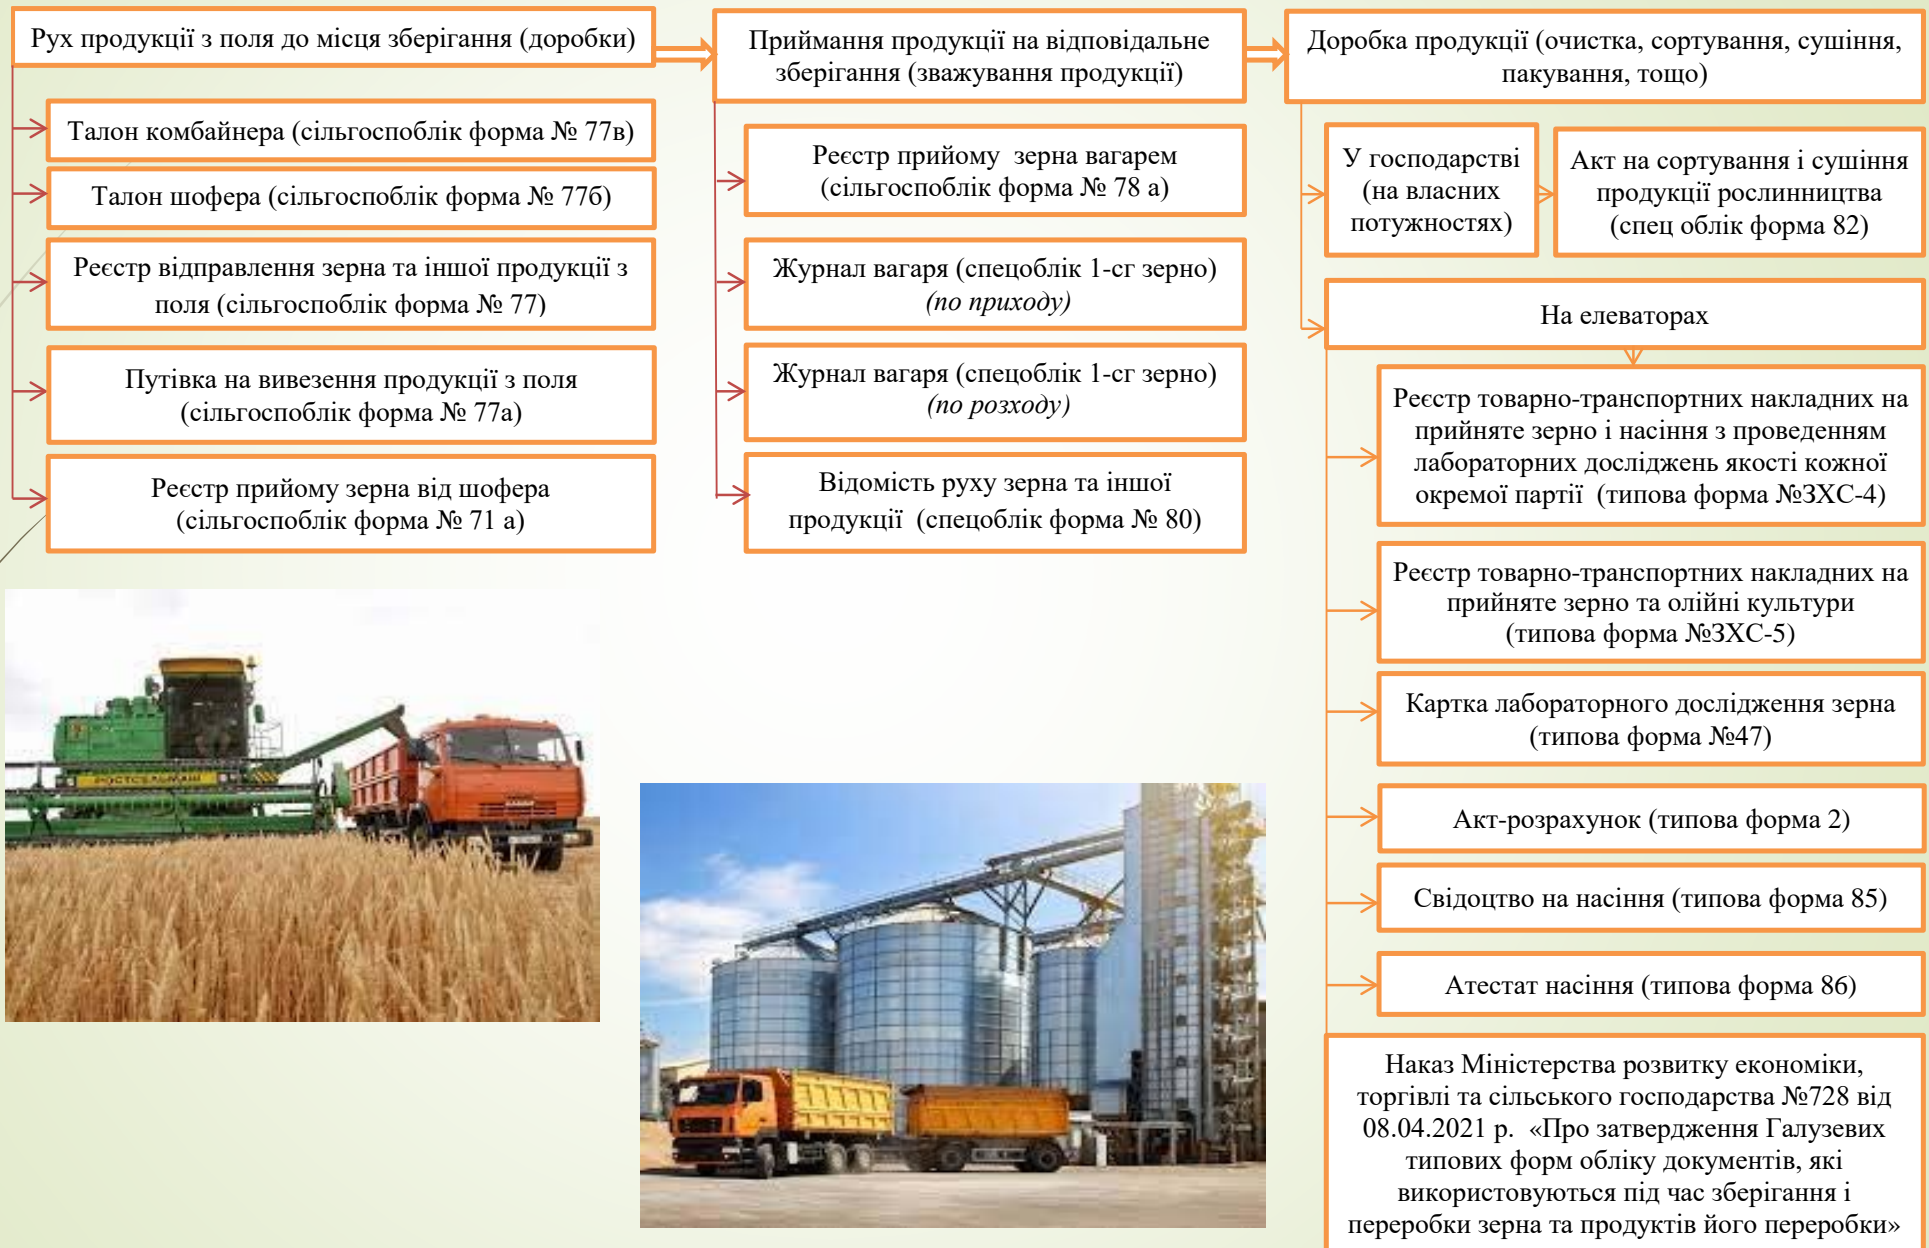 Рух продукції з поля до місця зберігання (доробки)
Талон комбайнера (сільгоспоблік форма № 77в)
Талон шофера (сільгоспоблік форма № 77б)
Реєстр відправлення зерна та іншої продукції з
поля (сільгоспоблік форма № 77)
Путівка на вивезення продукції з поля
(сільгоспоблік форма № 77а)
Реєстр прийому зерна від шофера
(сільгоспоблік форма № 71 а)
Приймання продукції на відповідальне
зберігання (зважування продукції)
Реєстр прийому зерна вагарем
(сільгоспоблік форма № 78 а)
Журнал вагаря (спецоблік 1-сг зерно)
(по приходу)
Журнал вагаря (спецоблік 1-сг зерно)
(по розходу)
Відомість руху зерна та іншої
продукції (спецоблік форма № 80)
Доробка продукції (очистка, сортування, сушіння,
пакування, тощо)
У господарстві
(на власних
потужностях)
Акт на сортування і сушіння
продукції рослинництва
(спец облік форма 82)
На елеваторах
Реєстр товарно-транспортних накладних на
прийняте зерно і насіння з проведенням
лабораторних досліджень якості кожної
окремої партії (типова форма №ЗХС-4)
Реєстр товарно-транспортних накладних на
прийняте зерно та олійні культури
(типова форма №ЗХС-5)
Картка лабораторного дослідження зерна
(типова форма №47)
Акт-розрахунок (типова форма 2)
Свідоцтво на насіння (типова форма 85)
Атестат насіння (типова форма 86)
Наказ Міністерства розвитку економіки,
торгівлі та сільського господарства №728 від
08.04.2021 р. «Про затвердження Галузевих
типових форм обліку документів, які
використовуються під час зберігання і
переробки зерна та продуктів його переробки»
РОСТСЕЛЬМАШ